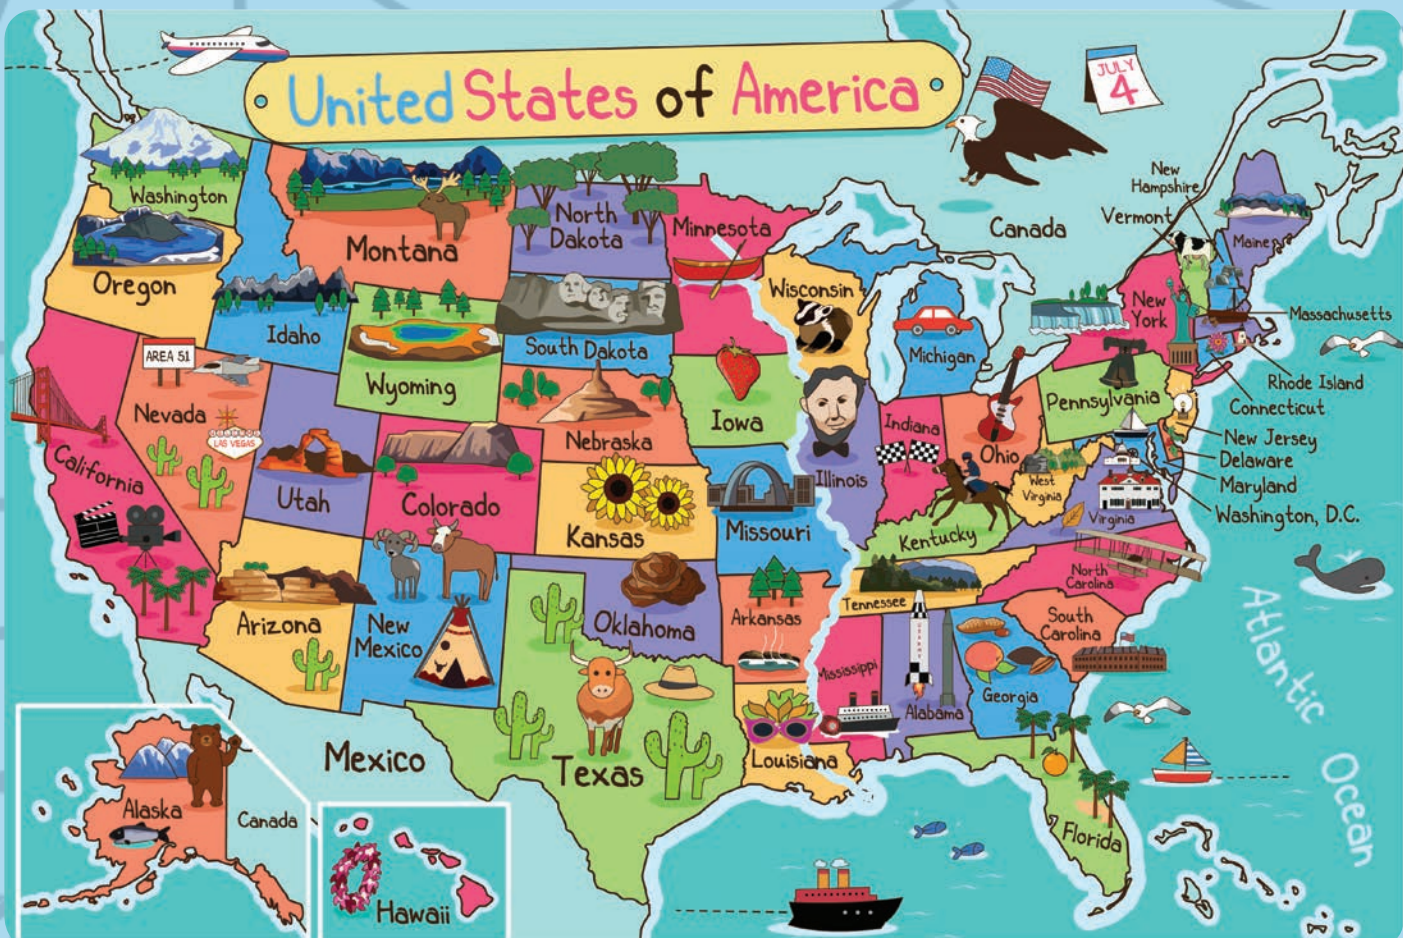 United States of America
JULY
4
Washington
Oregon
Idaho
Montana
North
Dakota
Minnesota
Wisconsin
Canada
New
Hampshire
Vermont
Maine
New
York
Massachusetts
Rhode Island
Connecticut
New Jersey
Delaware
Maryland
Washington, D.C.
Pennsylvania
Michigan
South Dakota
Wyoming
AREA 51
Nevada
LAS VEGAS
California
Utah
Colorado
Nebraska
Iowa
Kansas
Missouri
Illinois
Indiana
Ohio
West
Virginia
Virginia
Kentucky
Tennessee
North
Carolina
South
Carolina
Georgia
Alabama
Mississippi
Arkansas
Louisiana
Oklahoma
Texas
New
Mexico
Arizona
Florida
Atlantic
Ocean
Mexico
Alaska
Canada
Hawaii